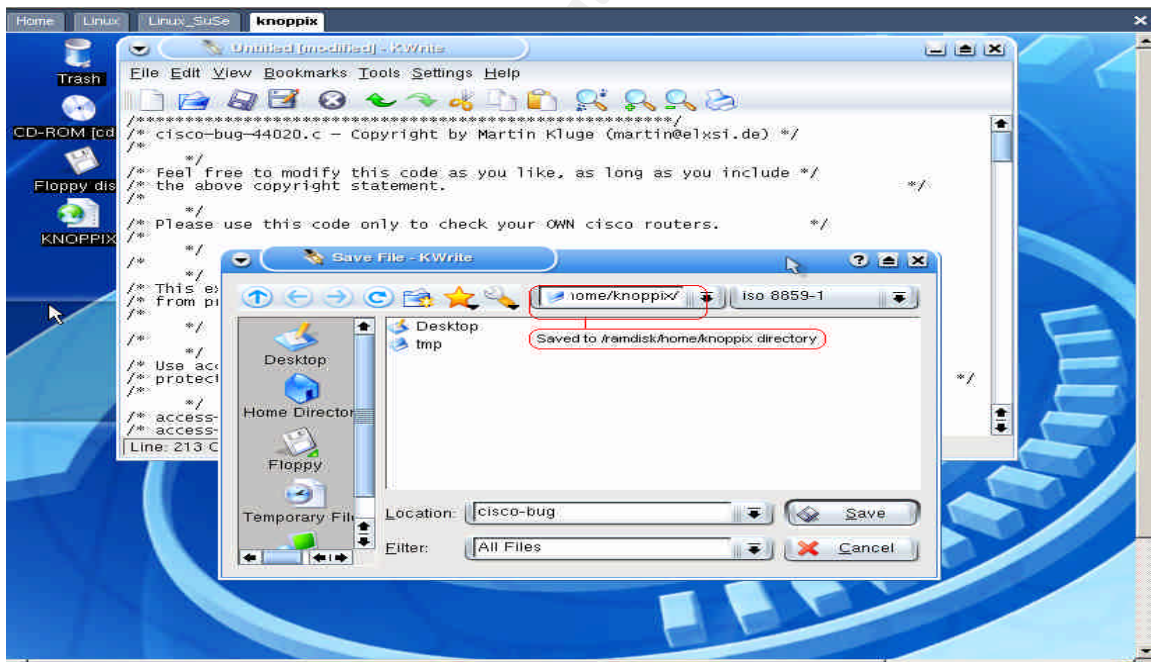 Home Linux Linux_SuSe knoppix
Trash
CD-ROM [cd
Floppy dis
KNOPPIX
Untitled [modified] - KWrite
File Edit View Bookmarks Tools Settings Help
/******************************************************/
/* cisco-bug-44020.c - Copyright by Martin Kluge (martin@elxsi.de) */
/*
*/
/* Feel free to modify this code as you like, as long as you include */
/* the above copyright statement. */
/*
*/
/* Please use this code only to check your OWN cisco routers. */
/*
*/
/*
*/
/* This ex
/* from pr
/*
*/
/*
*/
/* Use acc
/* protect */
/*
*/
/* access-
/* access-
Line: 213 C
Save File - KWrite
home/knoppix/
iso 8859-1
Saved to /ramdisk/home/knoppix directory
Desktop
Home Director
Floppy
Temporary File
Desktop
tmp
Location: cisco-bug
Save
Filter: All Files
Cancel